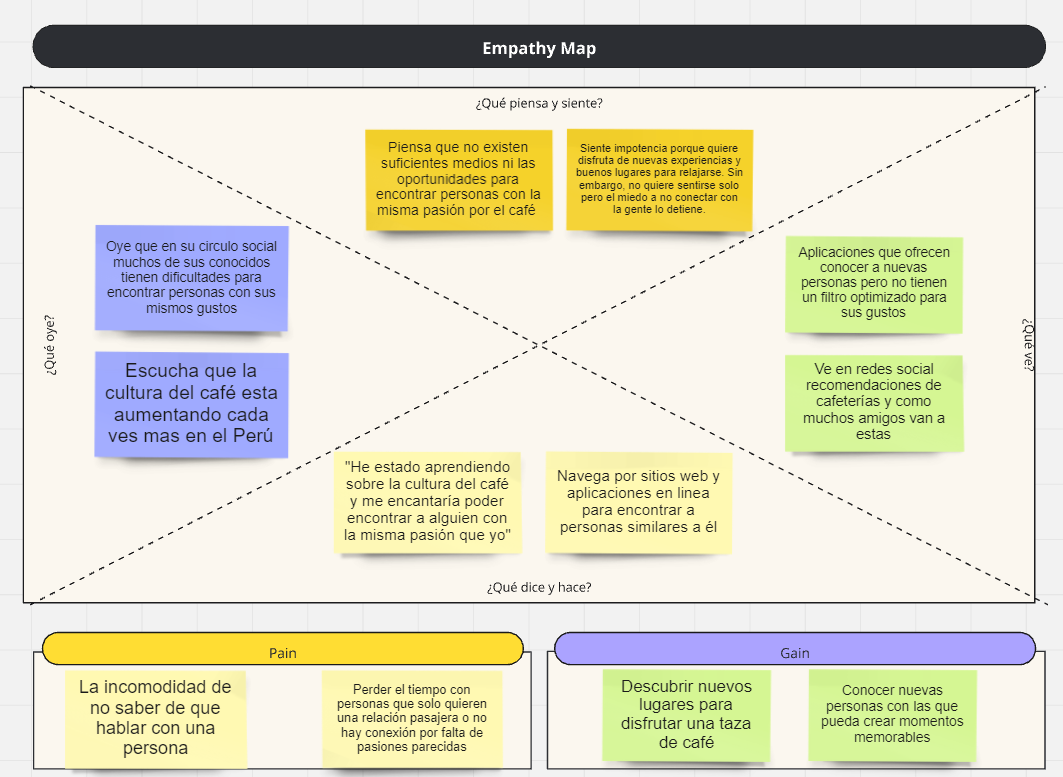 Empathy Map
¿Qué piensa y siente?
Piensa que no existen
suficientes medios ni las
oportunidades para
encontrar personas con la
misma pasión por el café
Siente impotencia porque quiere
disfruta de nuevas experiencias y
buenos lugares para relajarse. Sin
embargo, no quiere sentirse solo
pero el miedo a no conectar con
la gente lo detiene.
¿Qué oye?
Oye que en su circulo social
muchos de sus conocidos
tienen dificultades para
encontrar personas con sus
mismos gustos
Escucha que la
cultura del café esta
aumentando cada
ves mas en el Perú
¿Qué ve?
Aplicaciones que ofrecen
conocer a nuevas
personas pero no tienen
un filtro optimizado para
sus gustos
Ve en redes social
recomendaciones de
cafeterías y como
muchos amigos van a
estas
"He estado aprendiendo
sobre la cultura del café
y me encantaría poder
encontrar a alguien con
la misma pasión que yo"
Navega por sitios web y
aplicaciones en linea
para encontrar a
personas similares a él
¿Qué dice y hace?
Pain
La incomodidad de
no saber de que
hablar con una
persona
Perder el tiempo con
personas que solo quieren
una relación pasajera o no
hay conexión por falta de
pasiones parecidas
Gain
Descubrir nuevos
lugares para
disfrutar una taza
de café
Conocer nuevas
personas con las que
pueda crear momentos
memorables